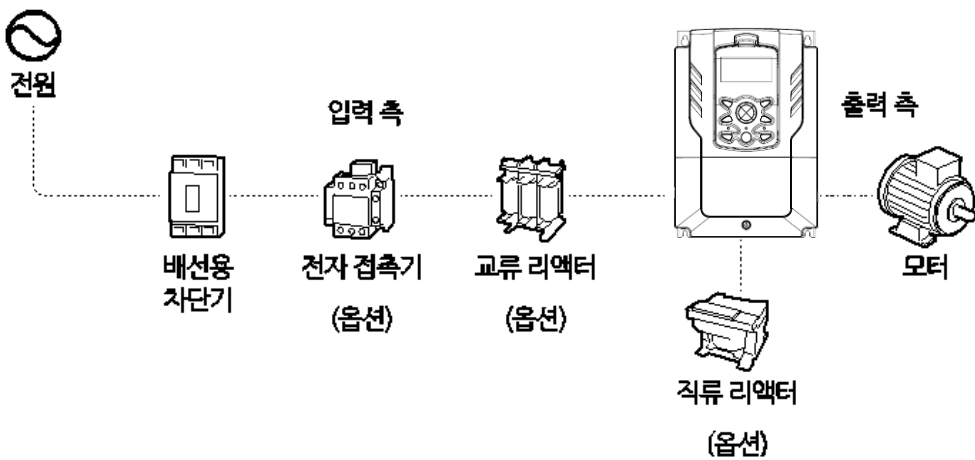 전원
입력 측
출력 측
배선용
차단기
전자 접촉기
(옵션)
교류 리액터
(옵션)
모터
직류 리액터
(옵션)